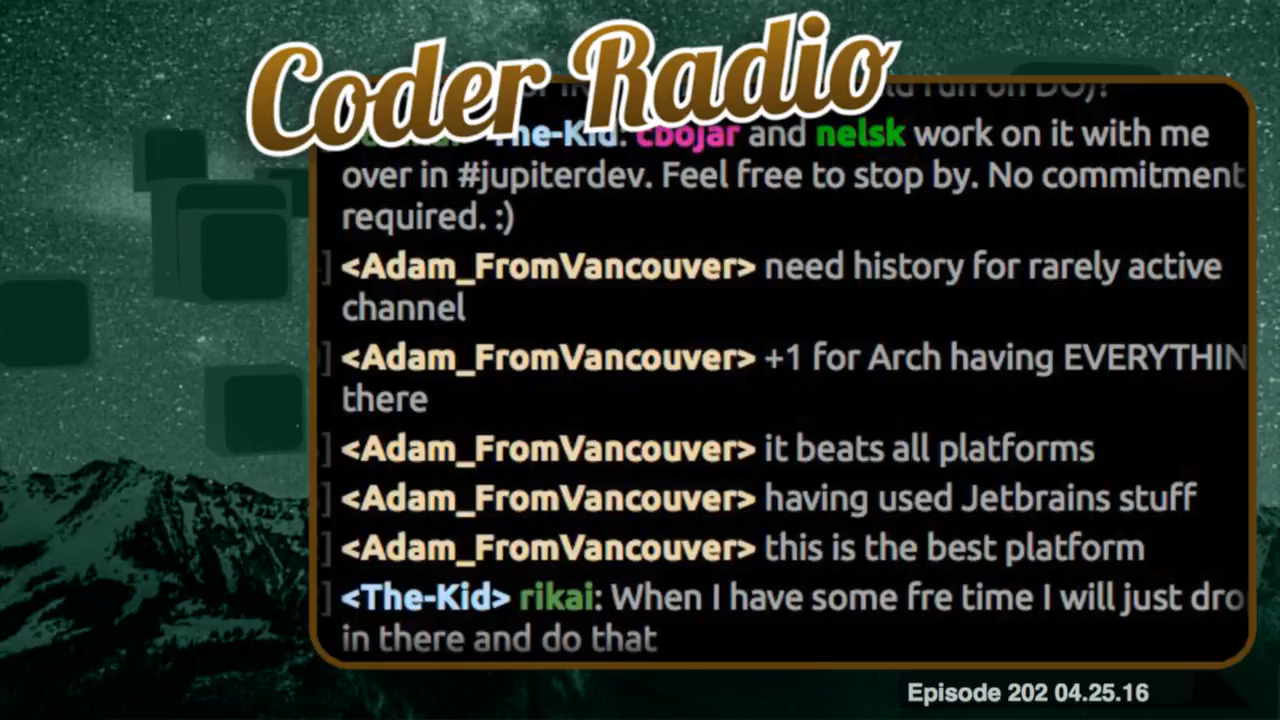 Coder Radio
The-Kid: cbojar and nelsk work on it with me
over in #jupiterdev. Feel free to stop by. No commitment
required. :)
] <Adam_FromVancouver> need history for rarely active
channel
] <Adam_FromVancouver> +1 for Arch having EVERYTHIN
there
] <Adam_FromVancouver> it beats all platforms
] <Adam_FromVancouver> having used Jetbrains stuff
] <Adam_FromVancouver> this is the best platform
] <The-Kid> rikai: When I have some fre time I will just dro
in there and do that
Episode 202 04.25.16